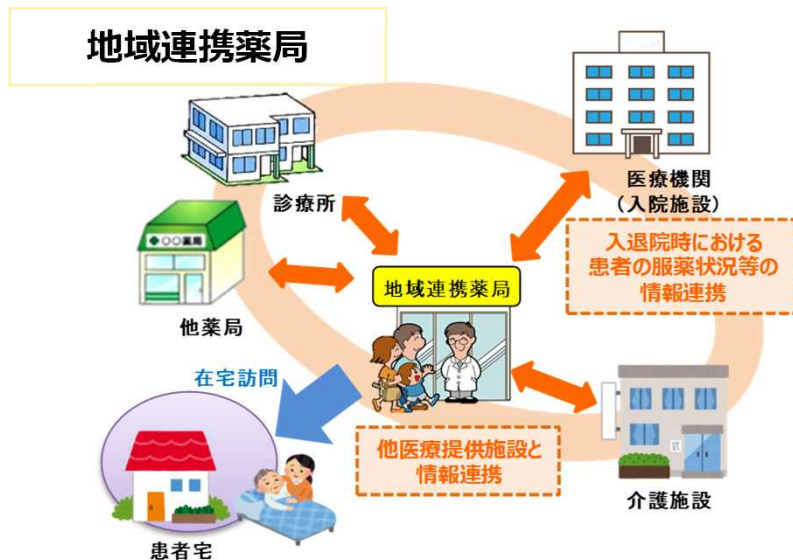 地域連携薬局
診療所
医療機関
（入院施設）
入退院時における
患者の服薬状況等の
情報連携
○○薬局
他薬局
地域連携薬局
在宅訪問
他医療提供施設と
情報連携
介護施設
患者宅